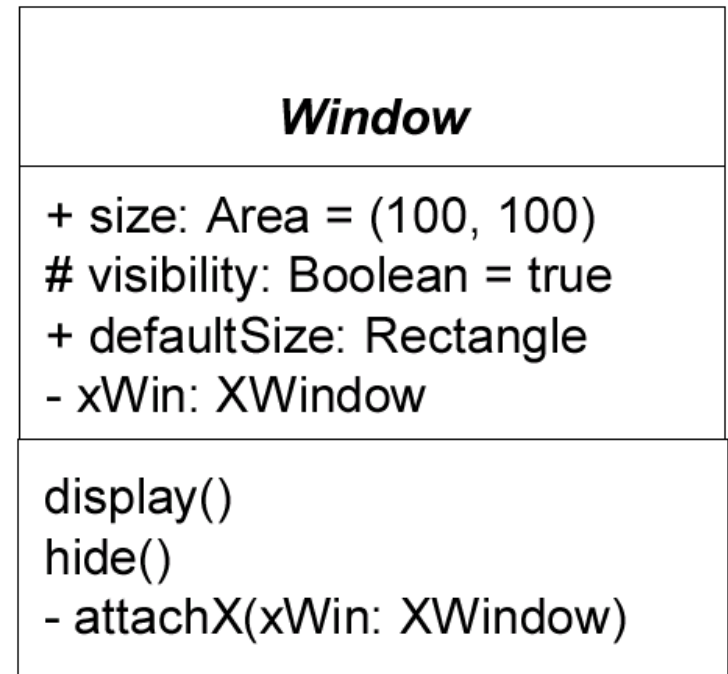 Window
+ size: Area = (100, 100)
# visibility: Boolean = true
+ defaultSize: Rectangle
- xWin: XWindow
display()
hide()
- attachX(xWin: XWindow)